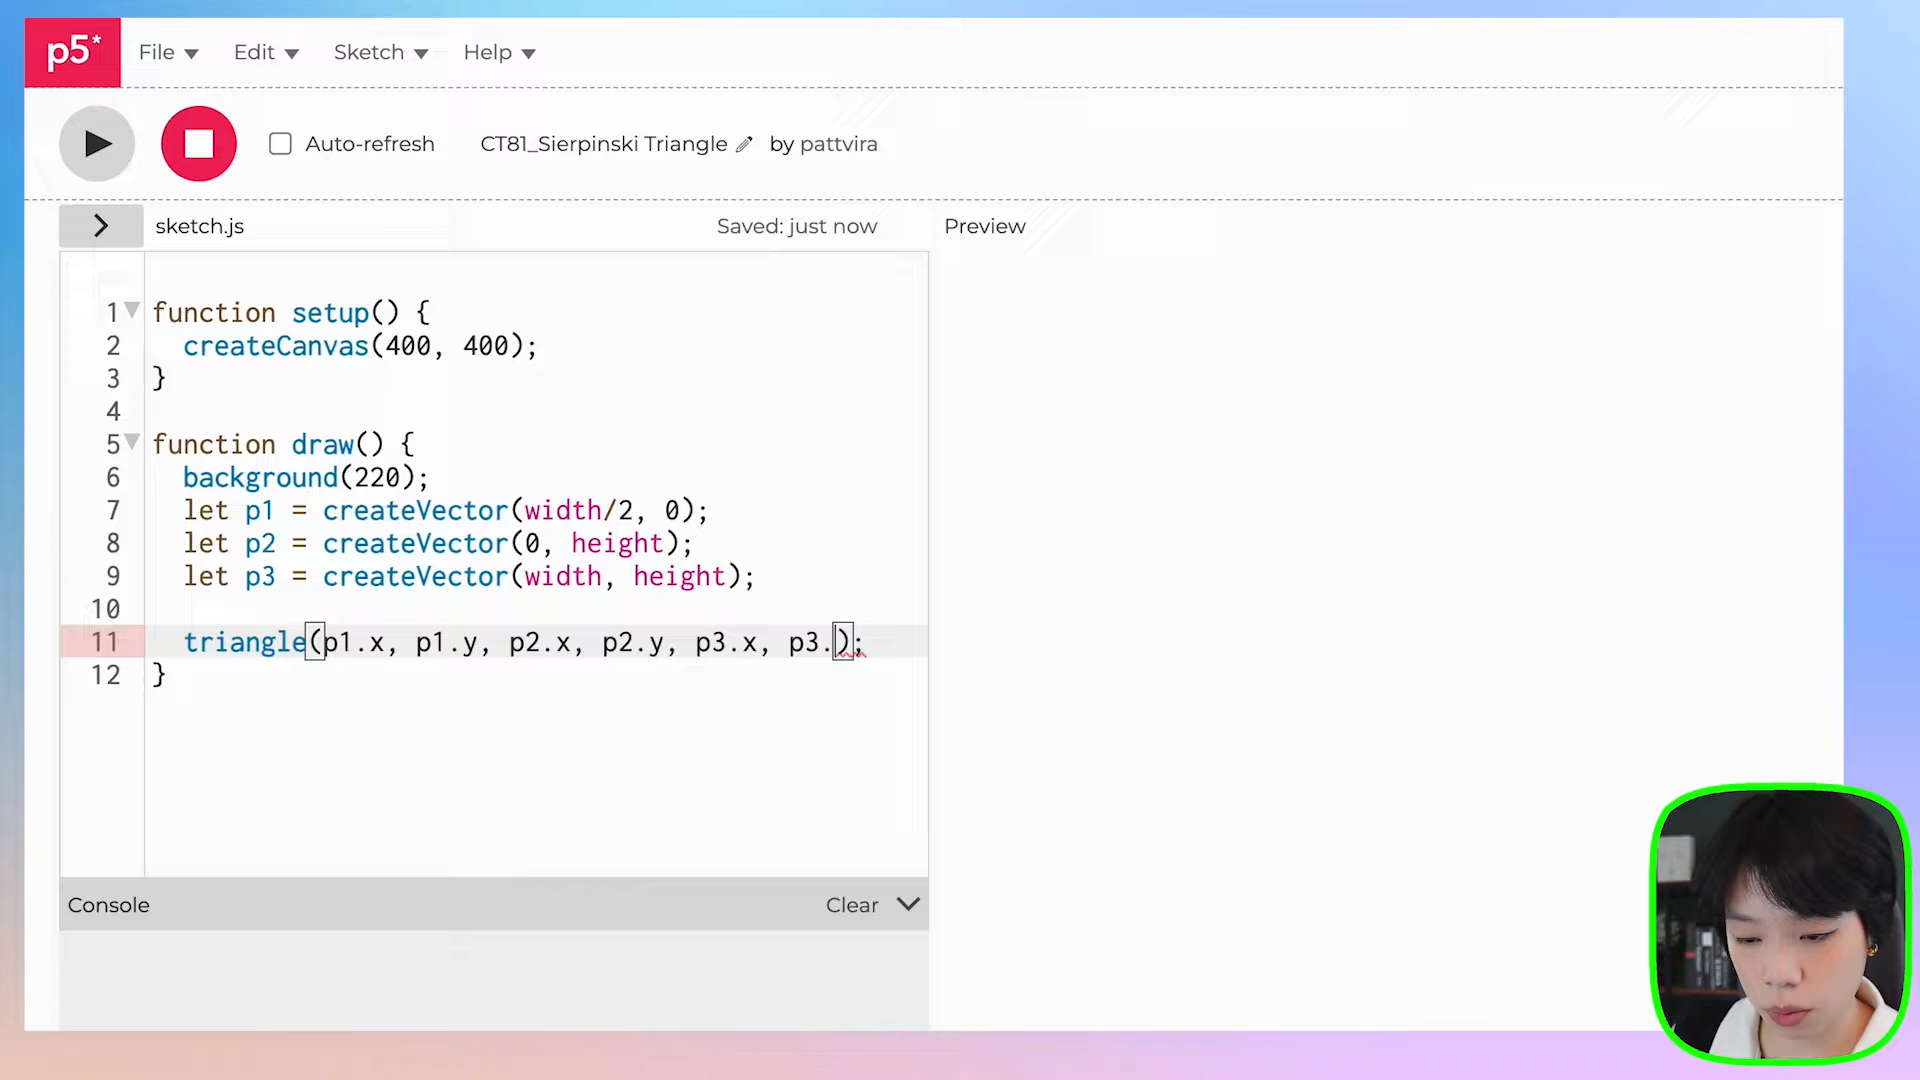 p5*
File Edit Sketch Help
Auto-refresh CT81_Sierpinski Triangle by pattvira
sketch.js Saved: just now Preview
1 function setup() {
2 createCanvas(400, 400);
3 }
4
5 function draw() {
6 background(220);
7 let p1 = createVector(width/2, 0);
8 let p2 = createVector(0, height);
9 let p3 = createVector(width, height);
10
11 triangle(p1.x, p1.y, p2.x, p2.y, p3.x, p3.);
12 }
Console Clear